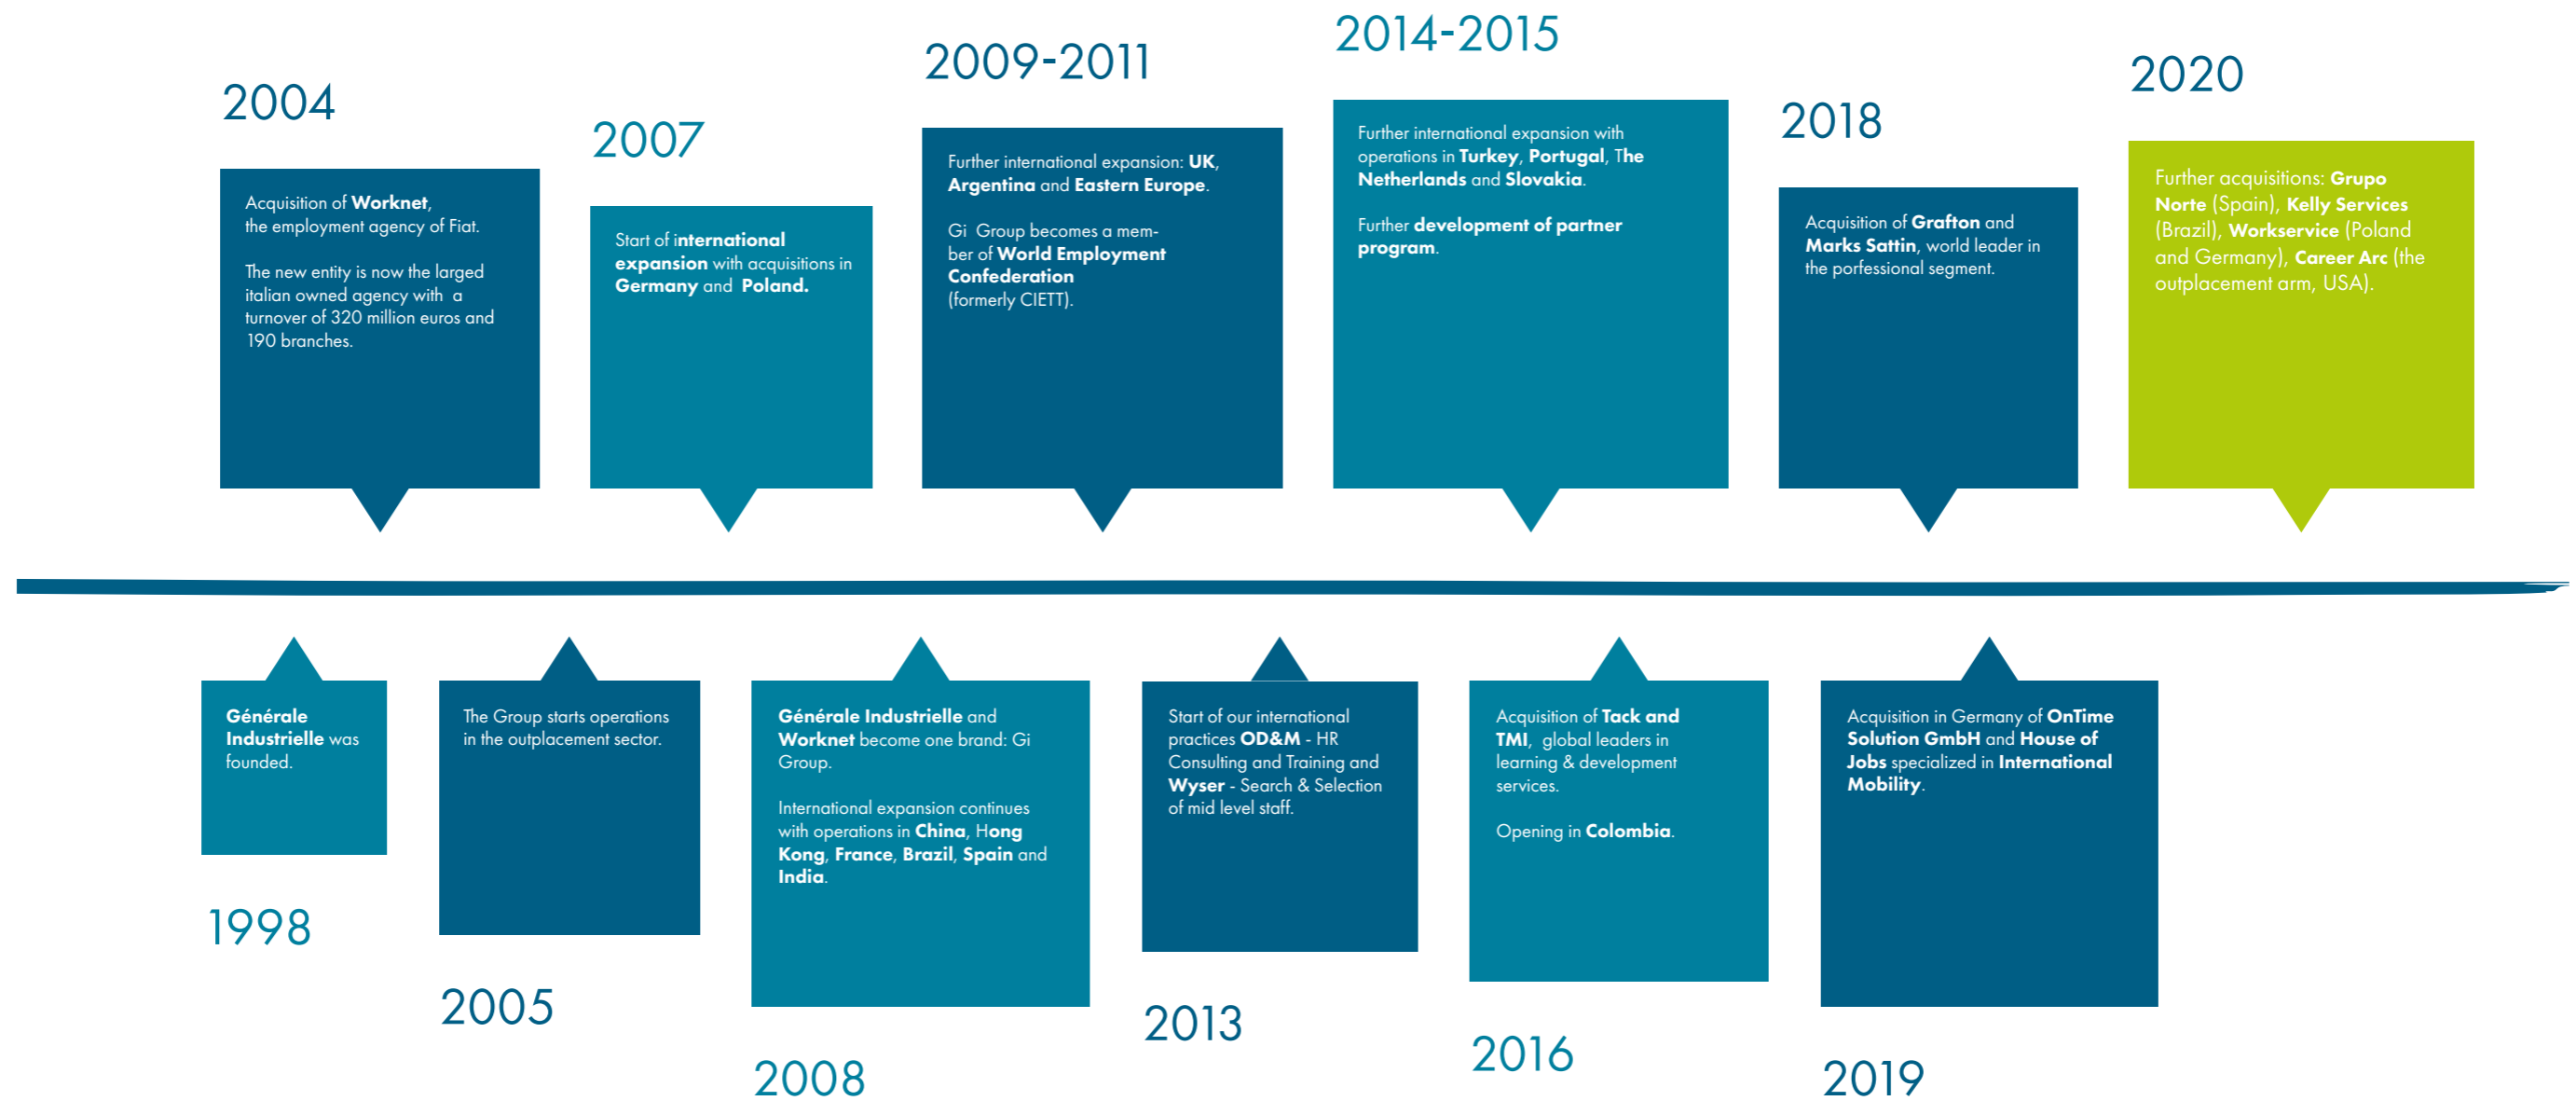 2004
Acquisition of Worknet,
the employment agency of Fiat.
The new entity is now the larged
italian owned agency with a
turnover of 320 million euros and
190 branches.
2007
Start of international
expansion with acquisitions in
Germany and Poland.
2009-2011
Further international expansion: UK,
Argentina and Eastern Europe.
Gi Group becomes a mem-
ber of World Employment
Confederation
(formerly CIETT).
2014-2015
Further international expansion with
operations in Turkey, Portugal, The
Netherlands and Slovakia.
Further development of partner
program.
2018
Acquisition of Grafton and
Marks Sattin, world leader in
the porfessional segment.
2020
Further acquisitions: Grupo
Norte (Spain), Kelly Services
(Brazil), Workservice (Poland
and Germany), Career Arc (the
outplacement arm, USA).
Générale
Industrielle was
founded.
1998
The Group starts operations
in the outplacement sector.
2005
Générale Industrielle and
Worknet become one brand: Gi
Group.
International expansion continues
with operations in China, Hong
Kong, France, Brazil, Spain and
India.
2008
Start of our international
practices OD&M - HR
Consulting and Training and
Wyser - Search & Selection
of mid level staff.
2013
Acquisition of Tack and
TMI, global leaders in
learning & development
services.
Opening in Colombia.
2016
Acquisition in Germany of OnTime
Solution GmbH and House of
Jobs specialized in International
Mobility.
2019